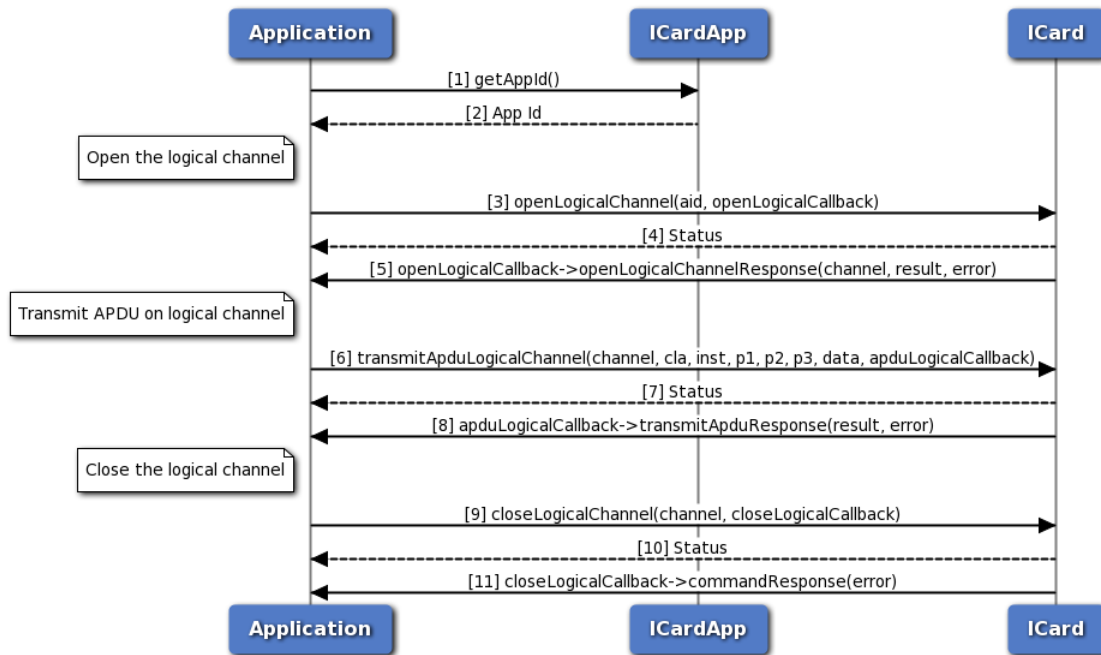 Application ICardApp ICard
[1] getAppId()
[2] App Id
Open the logical channel
[3] openLogicalChannel(aid, openLogicalCallback)
[4] Status
[5] openLogicalCallback->openLogicalChannelResponse(channel, result, error)
Transmit APDU on logical channel
[6] transmitApduLogicalChannel(channel, cla, inst, p1, p2, p3, data, apduLogicalCallback)
[7] Status
[8] apduLogicalCallback->transmitApduResponse(result, error)
Close the logical channel
[9] closeLogicalChannel(channel, closeLogicalCallback)
[10] Status
[11] closeLogicalCallback->commandResponse(error)
Application ICardApp ICard